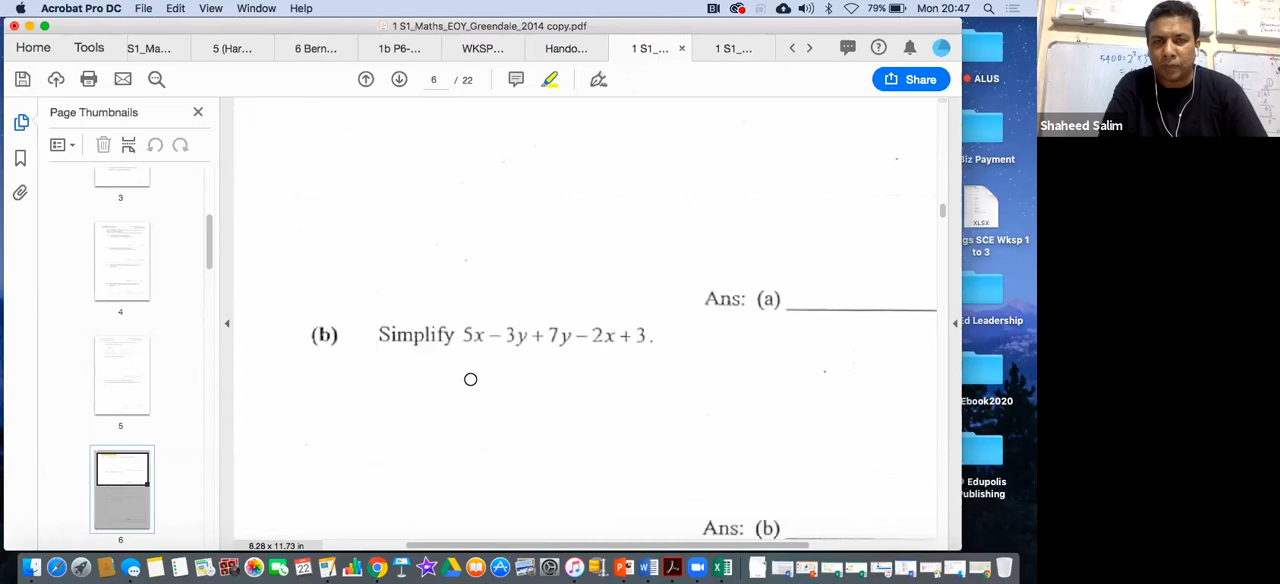 Acrobat Pro DC File Edit View Window Help
79% Mon 20:47
1 S1_Maths_EOY_Greendale_2014 copy.pdf
Home Tools S1_Ma... 5 (Har... 6 Bern... 1b P6-... WKSP... Hando... 1 S1_... × 1 S1_...
6 / 22
Share
Page Thumbnails
3
4
5
6
Ans: (a)
(b) Simplify 5x − 3y + 7y − 2x + 3.
Ans: (b)
8.28 x 11.73 in
ALUS
Biz Payment
XLSX
gs SCE Wksp 1
to 3
Ed Leadership
Ebook2020
Edupolis
Publishing
Shaheed Salim